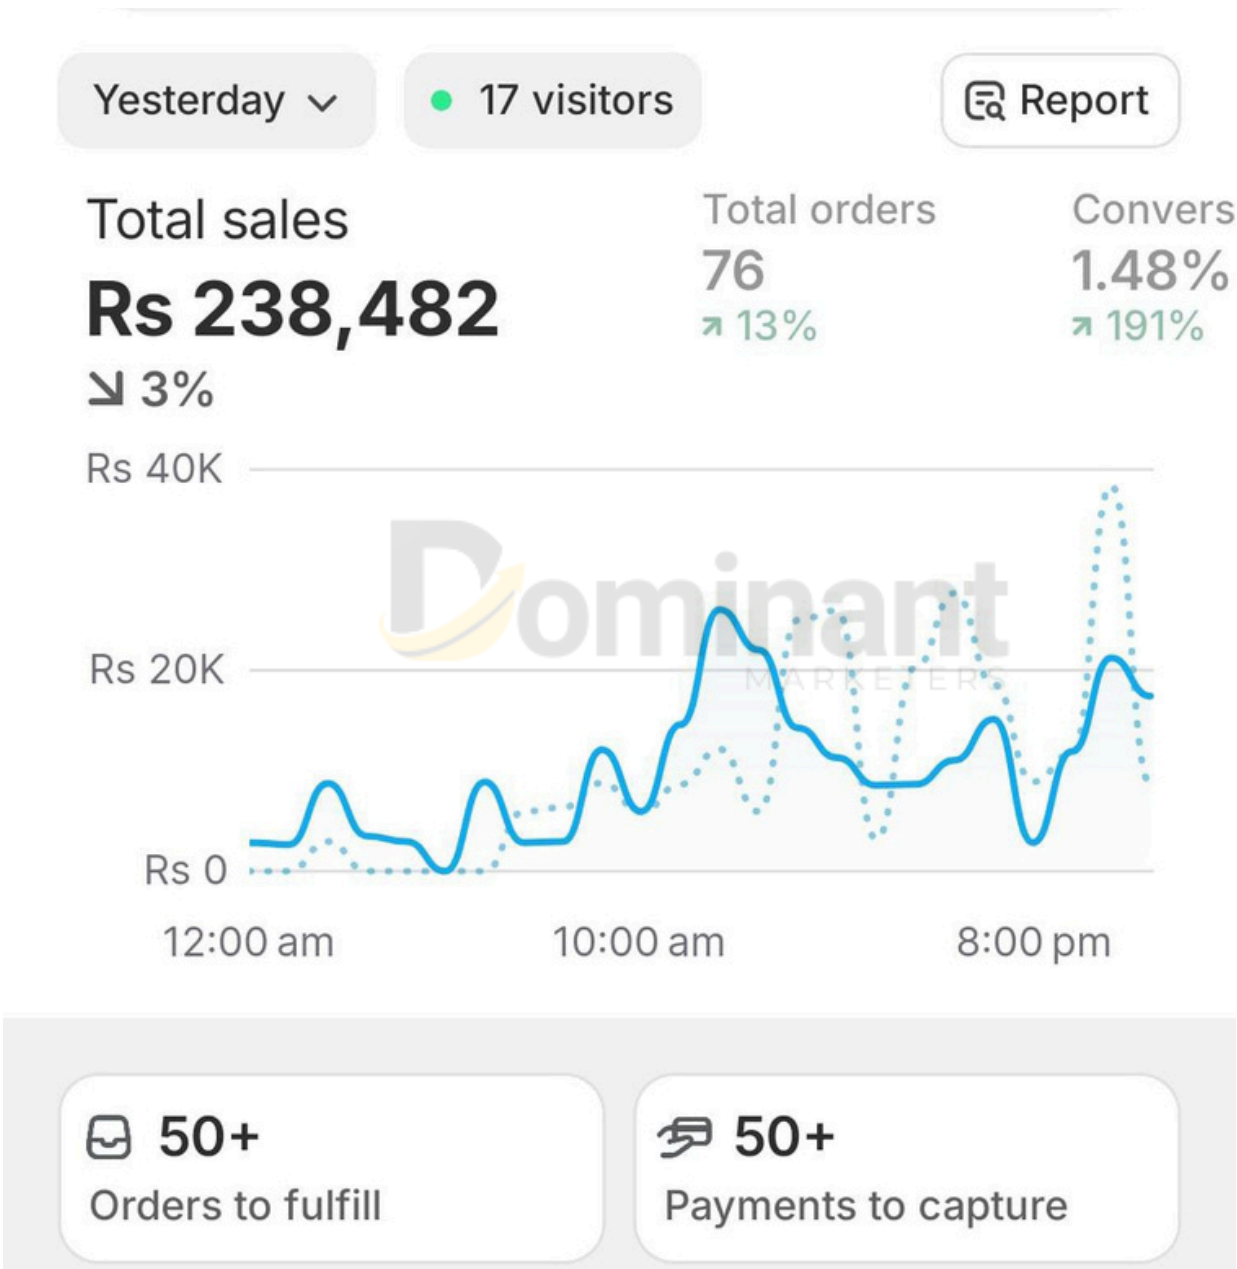 Yesterday
17 visitors
Report
Total sales
Rs 238,482
3%
Total orders
76
13%
Convers
1.48%
191%
Rs 40K
Rs 20K
Rs 0
Dominant
MARKETERS
12:00 am
10:00 am
8:00 pm
50+
Orders to fulfill
50+
Payments to capture